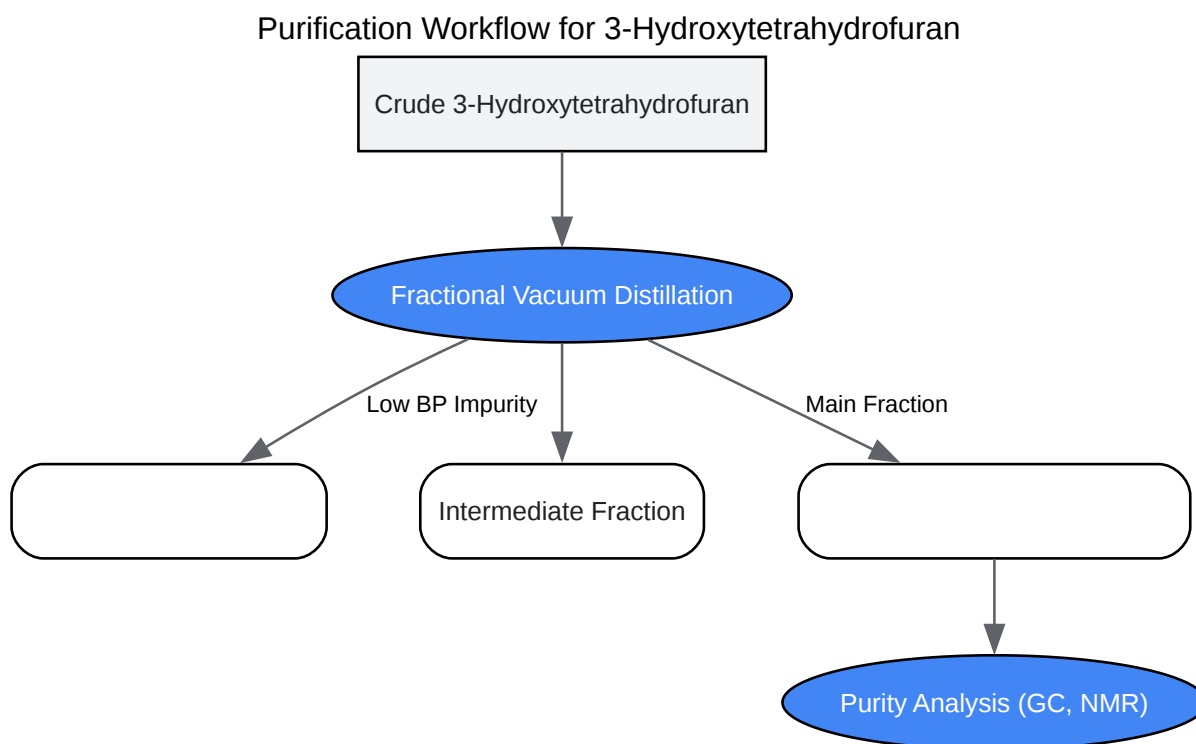 Purification Workflow for 3-Hydroxytetrahydrofuran
Crude 3-Hydroxytetrahydrofuran
Fractional Vacuum Distillation
Low BP Impurity
Main Fraction
Intermediate Fraction
Purity Analysis (GC, NMR)